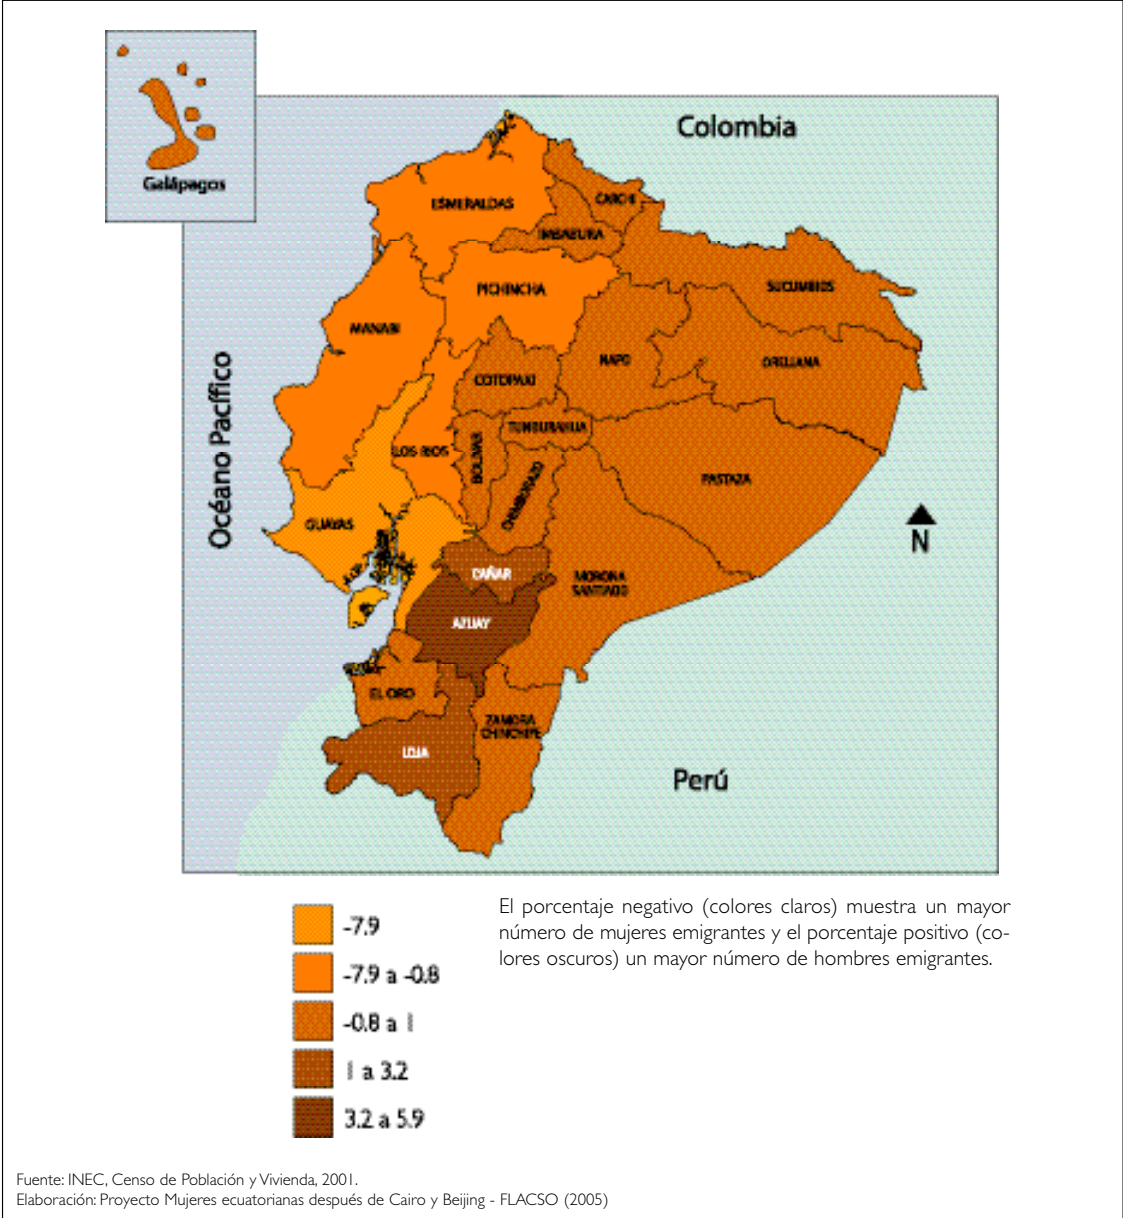 Galápagos
Colombia
ESMERALDAS
CARCHI
IMBABURA
PICHINCHA
SUCUMBIOS
MANABI
NAPO
ORELLANA
COTOPAXI
TUNGURAHUA
LOS RIOS
BOLIVAR
CHIMBORAZO
PASTAZA
Océano Pacífico
GUAYAS
N
CAÑAR
MORONA
SANTIAGO
AZUAY
EL ORO
ZAMORA
CHINCHIPE
LOJA
Perú
-7.9
-7.9 a -0.8
-0.8 a 1
1 a 3.2
3.2 a 5.9
El porcentaje negativo (colores claros) muestra un mayor
número de mujeres emigrantes y el porcentaje positivo (co-
lores oscuros) un mayor número de hombres emigrantes.
Fuente: INEC, Censo de Población y Vivienda, 2001.
Elaboración: Proyecto Mujeres ecuatorianas después de Cairo y Beijing - FLACSO (2005)